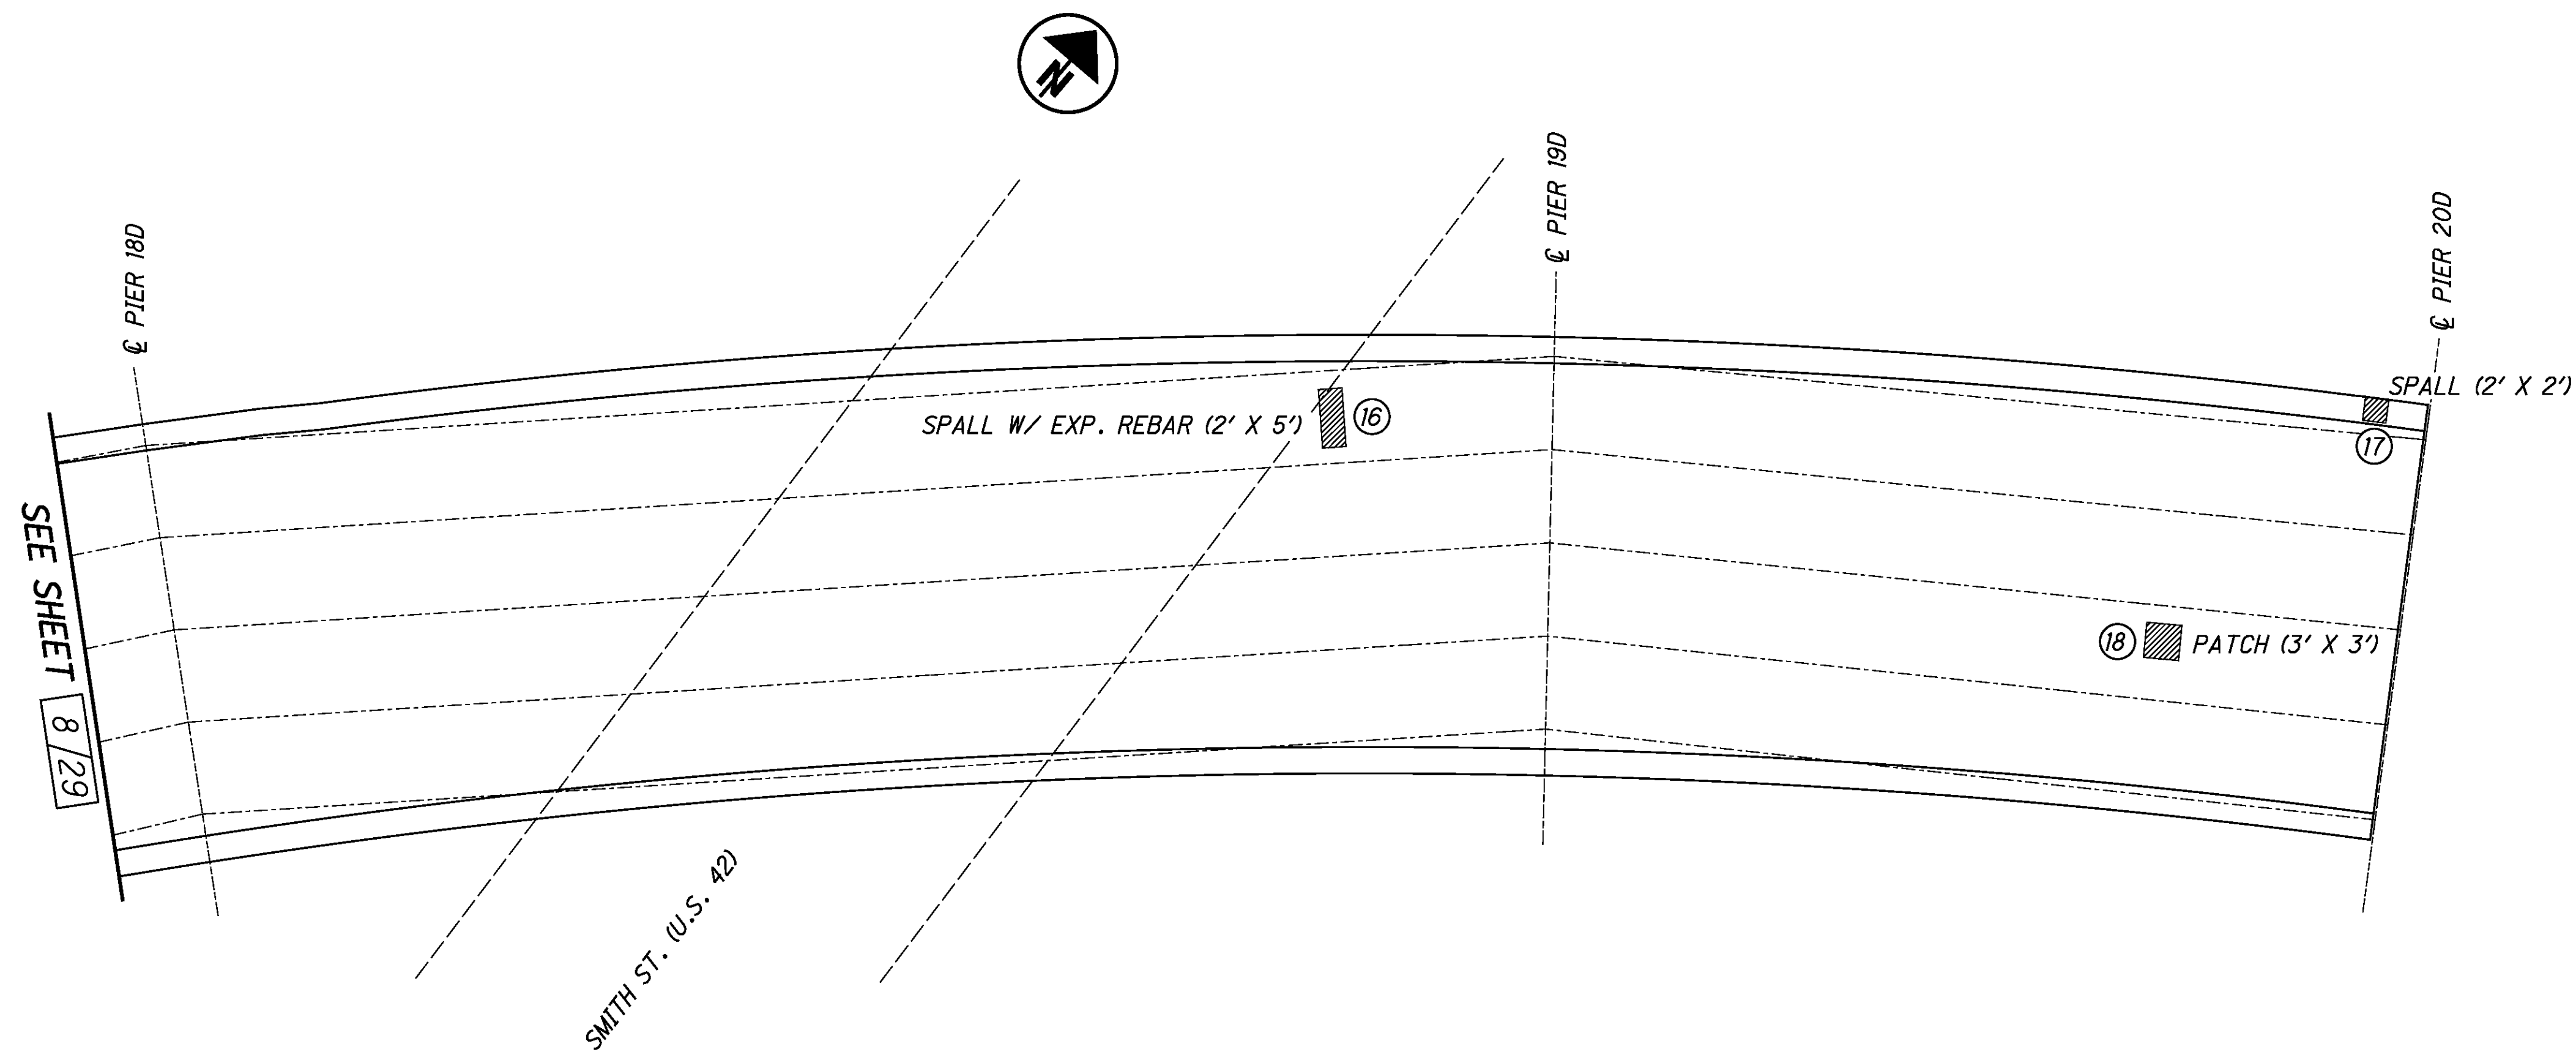 N
℄ PIER 18D
℄ PIER 19D
℄ PIER 20D
SPALL (2' X 2')
17
SPALL W/ EXP. REBAR (2' X 5')
16
SEE SHEET 8/29
18
PATCH (3' X 3')
SMITH ST. (U.S. 42)